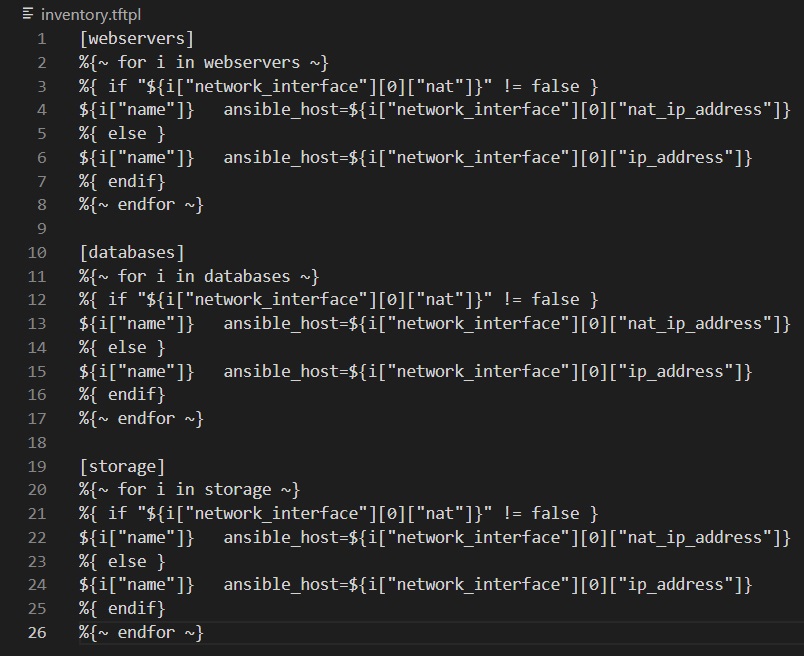 inventory.tftpl
1 [webservers]
2 %{~ for i in webservers ~}
3 %{ if "${i["network_interface"][0]["nat"]}" != false }
4 ${i["name"]}   ansible_host=${i["network_interface"][0]["nat_ip_address"]}
5 %{ else }
6 ${i["name"]}   ansible_host=${i["network_interface"][0]["ip_address"]}
7 %{ endif}
8 %{~ endfor ~}
9
10 [databases]
11 %{~ for i in databases ~}
12 %{ if "${i["network_interface"][0]["nat"]}" != false }
13 ${i["name"]}   ansible_host=${i["network_interface"][0]["nat_ip_address"]}
14 %{ else }
15 ${i["name"]}   ansible_host=${i["network_interface"][0]["ip_address"]}
16 %{ endif}
17 %{~ endfor ~}
18
19 [storage]
20 %{~ for i in storage ~}
21 %{ if "${i["network_interface"][0]["nat"]}" != false }
22 ${i["name"]}   ansible_host=${i["network_interface"][0]["nat_ip_address"]}
23 %{ else }
24 ${i["name"]}   ansible_host=${i["network_interface"][0]["ip_address"]}
25 %{ endif}
26 %{~ endfor ~}